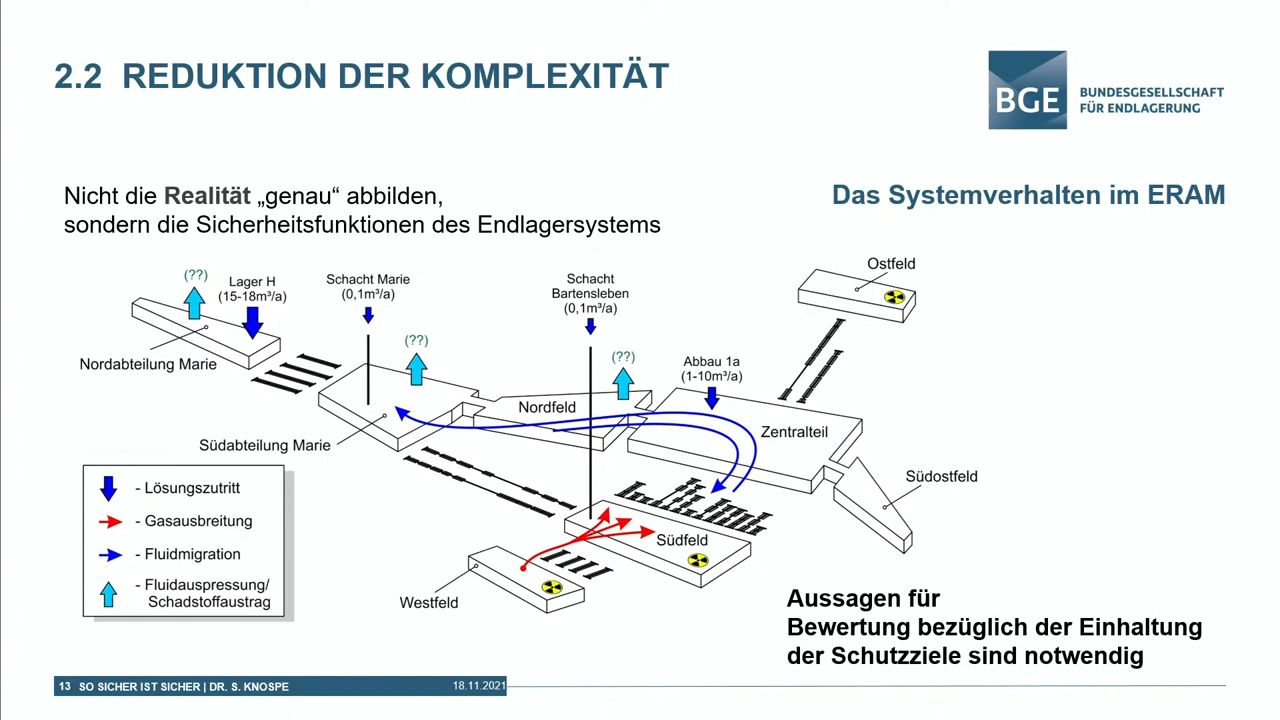 2.2 REDUKTION DER KOMPLEXITÄT
BGE
BUNDESGESELLSCHAFT
FÜR ENDLAGERUNG
Nicht die Realität „genau“ abbilden,
sondern die Sicherheitsfunktionen des Endlagersystems
Das Systemverhalten im ERAM
(??)
Lager H
(15-18m³/a)
Schacht Marie
(0,1m³/a)
Schacht
Bartensleben
(0,1m³/a)
Ostfeld
Nordabteilung Marie
(??)
(??)
Abbau 1a
(1-10m³/a)
Nordfeld
Zentralteil
Südabteilung Marie
Südostfeld
- Lösungszutritt
- Gasausbreitung
- Fluidmigration
- Fluidauspressung/
Schadstoffaustrag
Südfeld
Westfeld
Aussagen für
Bewertung bezüglich der Einhaltung
der Schutzziele sind notwendig
13 SO SICHER IST SICHER | DR. S. KNOSPE
18.11.2021